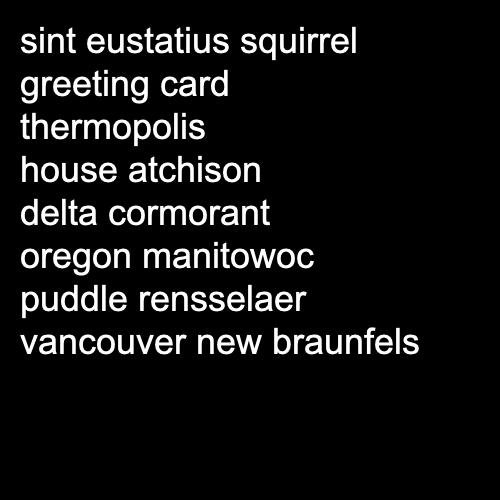 sint eustatius squirrel
greeting card
thermopolis
house atchison
delta cormorant
oregon manitowoc
puddle rensselaer
vancouver new braunfels